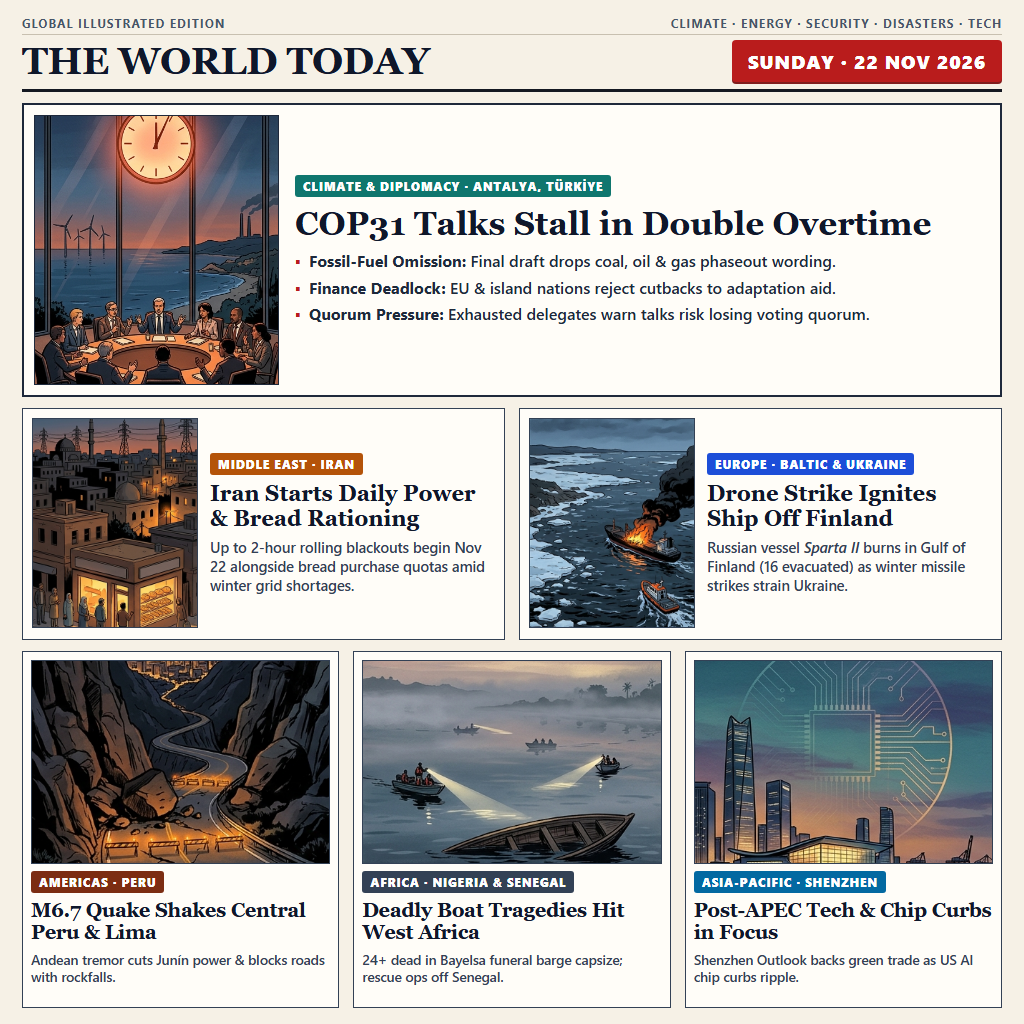 GLOBAL ILLUSTRATED EDITION
CLIMATE · ENERGY · SECURITY · DISASTERS · TECH
THE WORLD TODAY
SUNDAY · 22 NOV 2026
CLIMATE & DIPLOMACY · ANTALYA, TÜRKİYE
COP31 Talks Stall in Double Overtime
▪ Fossil-Fuel Omission: Final draft drops coal, oil & gas phaseout wording.
▪ Finance Deadlock: EU & island nations reject cutbacks to adaptation aid.
▪ Quorum Pressure: Exhausted delegates warn talks risk losing voting quorum.
MIDDLE EAST · IRAN
Iran Starts Daily Power
& Bread Rationing
Up to 2-hour rolling blackouts begin Nov
22 alongside bread purchase quotas amid
winter grid shortages.
EUROPE · BALTIC & UKRAINE
Drone Strike Ignites
Ship Off Finland
Russian vessel Sparta II burns in Gulf of
Finland (16 evacuated) as winter missile
strikes strain Ukraine.
AMERICAS · PERU
M6.7 Quake Shakes Central
Peru & Lima
Andean tremor cuts Junín power & blocks roads
with rockfalls.
AFRICA · NIGERIA & SENEGAL
Deadly Boat Tragedies Hit
West Africa
24+ dead in Bayelsa funeral barge capsize;
rescue ops off Senegal.
ASIA-PACIFIC · SHENZHEN
Post-APEC Tech & Chip Curbs
in Focus
Shenzhen Outlook backs green trade as US AI
chip curbs ripple.